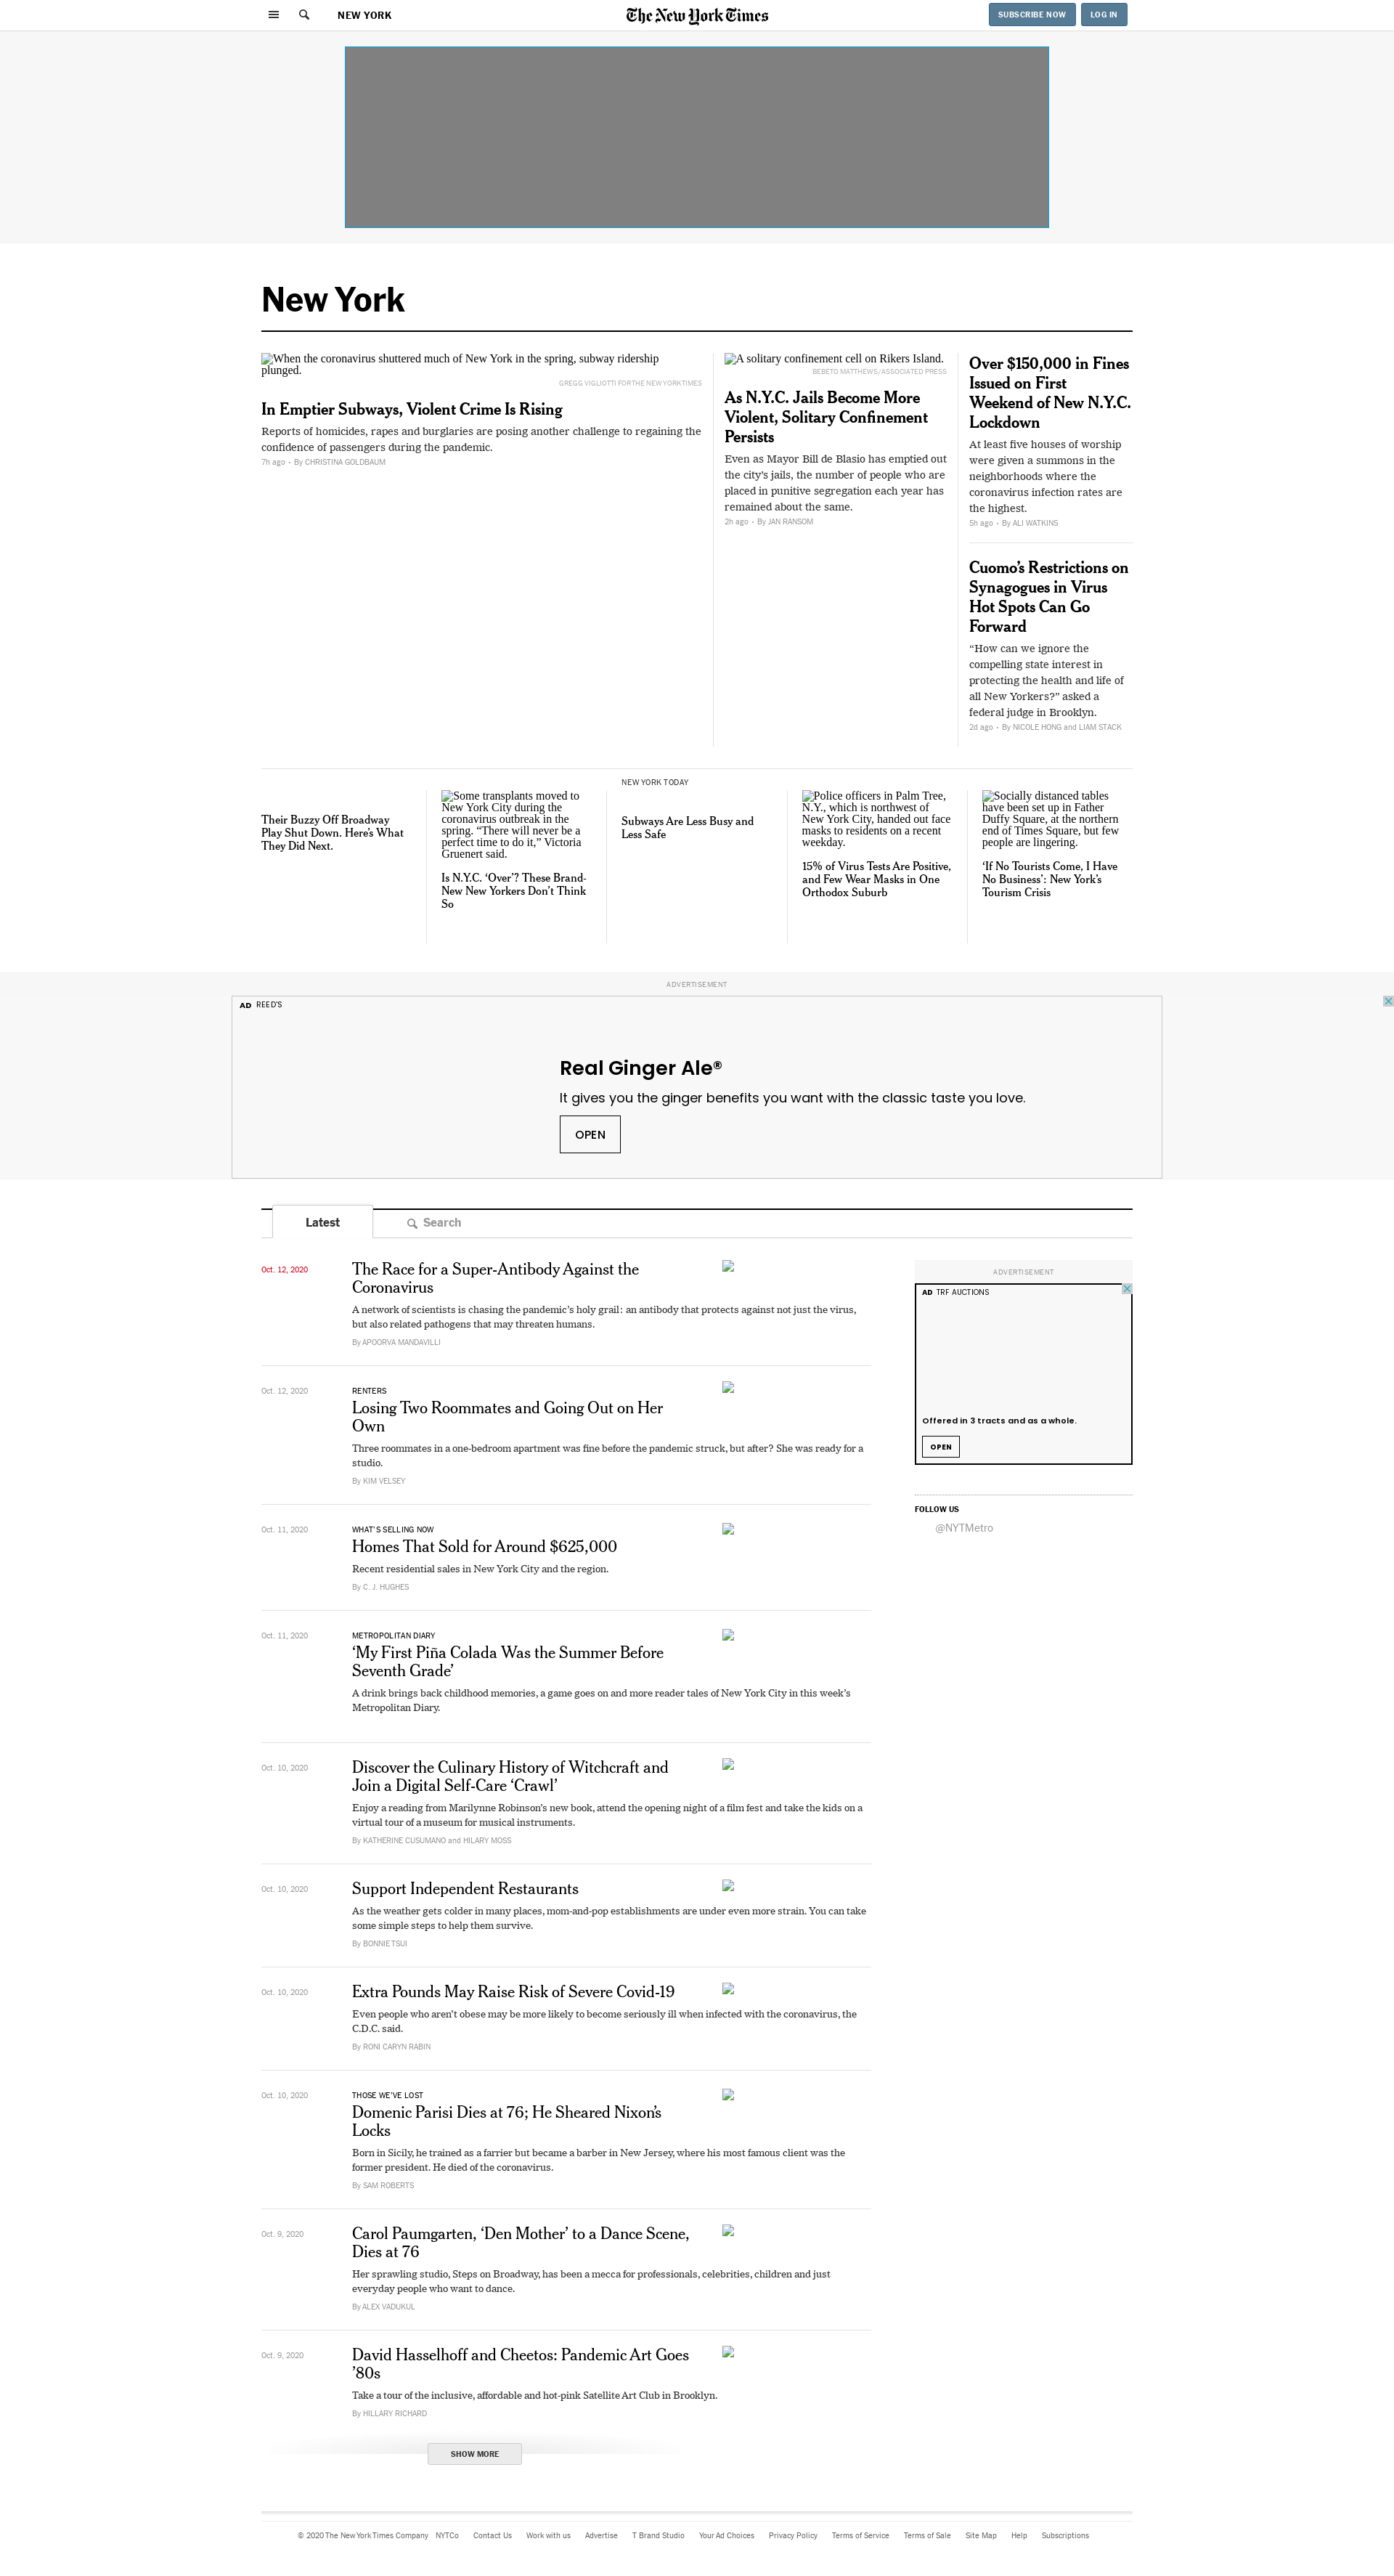 NEW YORK
The New York Times
SUBSCRIBE NOW
LOG IN
New York
When the coronavirus shuttered much of New York in the spring, subway ridership
plunged.
GREGG VIGLIOTTI FOR THE NEW YORK TIMES
In Emptier Subways, Violent Crime Is Rising
Reports of homicides, rapes and burglaries are posing another challenge to regaining the
confidence of passengers during the pandemic.
7h ago • By CHRISTINA GOLDBAUM
A solitary confinement cell on Rikers Island.
BEBETO MATTHEWS/ASSOCIATED PRESS
As N.Y.C. Jails Become More
Violent, Solitary Confinement
Persists
Even as Mayor Bill de Blasio has emptied out
the city's jails, the number of people who are
placed in punitive segregation each year has
remained about the same.
2h ago • By JAN RANSOM
Over $150,000 in Fines
Issued on First
Weekend of New N.Y.C.
Lockdown
At least five houses of worship
were given a summons in the
neighborhoods where the
coronavirus infection rates are
the highest.
5h ago • By ALI WATKINS
Cuomo’s Restrictions on
Synagogues in Virus
Hot Spots Can Go
Forward
“How can we ignore the
compelling state interest in
protecting the health and life of
all New Yorkers?” asked a
federal judge in Brooklyn.
2d ago • By NICOLE HONG and LIAM STACK
Their Buzzy Off Broadway
Play Shut Down. Here’s What
They Did Next.
Some transplants moved to
New York City during the
coronavirus outbreak in the
spring. “There will never be a
perfect time to do it,” Victoria
Gruenert said.
Is N.Y.C. ‘Over’? These Brand-
New New Yorkers Don’t Think
So
NEW YORK TODAY
Subways Are Less Busy and
Less Safe
Police officers in Palm Tree,
N.Y., which is northwest of
New York City, handed out face
masks to residents on a recent
weekday.
15% of Virus Tests Are Positive,
and Few Wear Masks in One
Orthodox Suburb
Socially distanced tables
have been set up in Father
Duffy Square, at the northern
end of Times Square, but few
people are lingering.
‘If No Tourists Come, I Have
No Business’: New York’s
Tourism Crisis
ADVERTISEMENT
AD REED'S
Real Ginger Ale®
It gives you the ginger benefits you want with the classic taste you love.
OPEN
Latest
Search
Oct. 12, 2020
The Race for a Super-Antibody Against the
Coronavirus
A network of scientists is chasing the pandemic’s holy grail: an antibody that protects against not just the virus,
but also related pathogens that may threaten humans.
By APOORVA MANDAVILLI
Oct. 12, 2020
RENTERS
Losing Two Roommates and Going Out on Her
Own
Three roommates in a one-bedroom apartment was fine before the pandemic struck, but after? She was ready for a
studio.
By KIM VELSEY
Oct. 11, 2020
WHAT'S SELLING NOW
Homes That Sold for Around $625,000
Recent residential sales in New York City and the region.
By C. J. HUGHES
Oct. 11, 2020
METROPOLITAN DIARY
‘My First Piña Colada Was the Summer Before
Seventh Grade’
A drink brings back childhood memories, a game goes on and more reader tales of New York City in this week’s
Metropolitan Diary.
Oct. 10, 2020
Discover the Culinary History of Witchcraft and
Join a Digital Self-Care ‘Crawl’
Enjoy a reading from Marilynne Robinson’s new book, attend the opening night of a film fest and take the kids on a
virtual tour of a museum for musical instruments.
By KATHERINE CUSUMANO and HILARY MOSS
Oct. 10, 2020
Support Independent Restaurants
As the weather gets colder in many places, mom-and-pop establishments are under even more strain. You can take
some simple steps to help them survive.
By BONNIE TSUI
Oct. 10, 2020
Extra Pounds May Raise Risk of Severe Covid-19
Even people who aren’t obese may be more likely to become seriously ill when infected with the coronavirus, the
C.D.C. said.
By RONI CARYN RABIN
Oct. 10, 2020
THOSE WE'VE LOST
Domenic Parisi Dies at 76; He Sheared Nixon’s
Locks
Born in Sicily, he trained as a farrier but became a barber in New Jersey, where his most famous client was the
former president. He died of the coronavirus.
By SAM ROBERTS
Oct. 9, 2020
Carol Paumgarten, ‘Den Mother’ to a Dance Scene,
Dies at 76
Her sprawling studio, Steps on Broadway, has been a mecca for professionals, celebrities, children and just
everyday people who want to dance.
By ALEX VADUKUL
Oct. 9, 2020
David Hasselhoff and Cheetos: Pandemic Art Goes
’80s
Take a tour of the inclusive, affordable and hot-pink Satellite Art Club in Brooklyn.
By HILLARY RICHARD
SHOW MORE
ADVERTISEMENT
AD TRF AUCTIONS
Offered in 3 tracts and as a whole.
OPEN
FOLLOW US
@NYTMetro
© 2020 The New York Times Company NYTCo Contact Us Work with us Advertise T Brand Studio Your Ad Choices Privacy Policy Terms of Service Terms of Sale Site Map Help Subscriptions